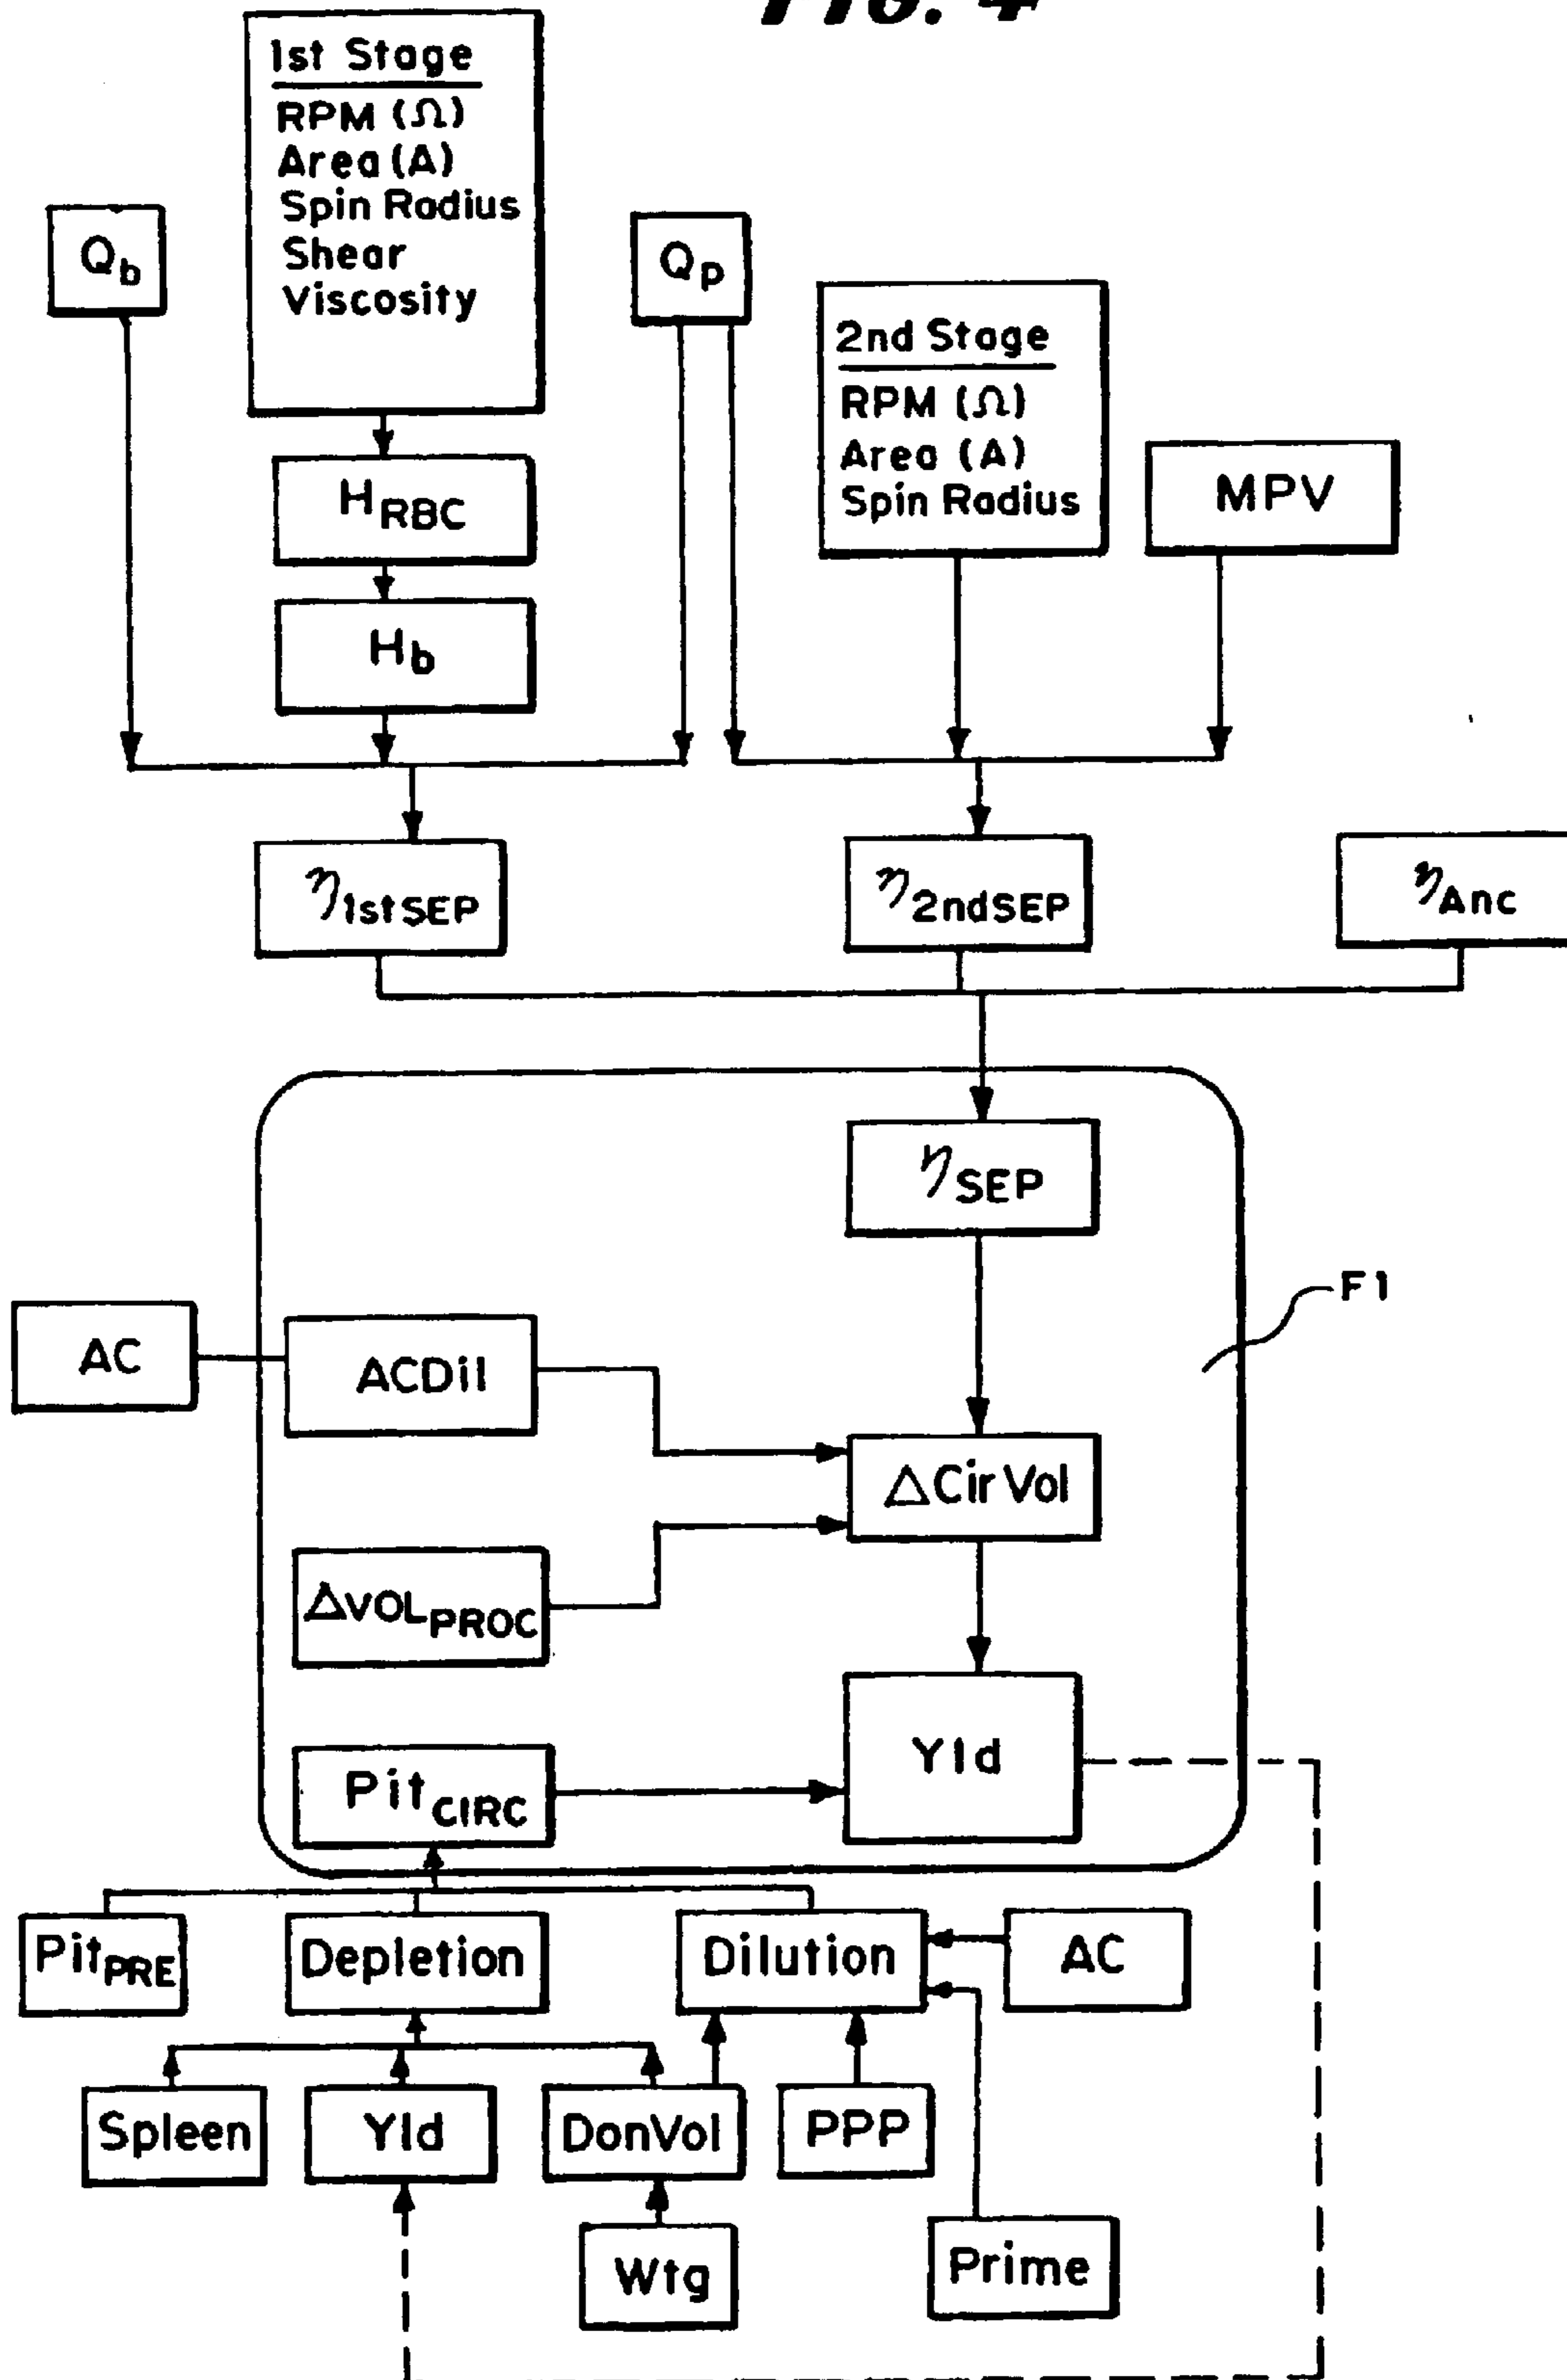 FIG. 4
1st Stage
RPM (Ω)
Area (A)
Spin Radius
Shear
Viscosity
Qb
Qp
2nd Stage
RPM (Ω)
Area (A)
Spin Radius
MPV
HRBC
Hb
η1stSEP
η2ndSEP
ηAnc
ηSEP
F1
AC
ACDil
ΔCirVol
ΔVOLPROC
Yld
PltCIRC
PltPRE
Depletion
Dilution
AC
Spleen
Yld
DonVol
PPP
Wtg
Prime